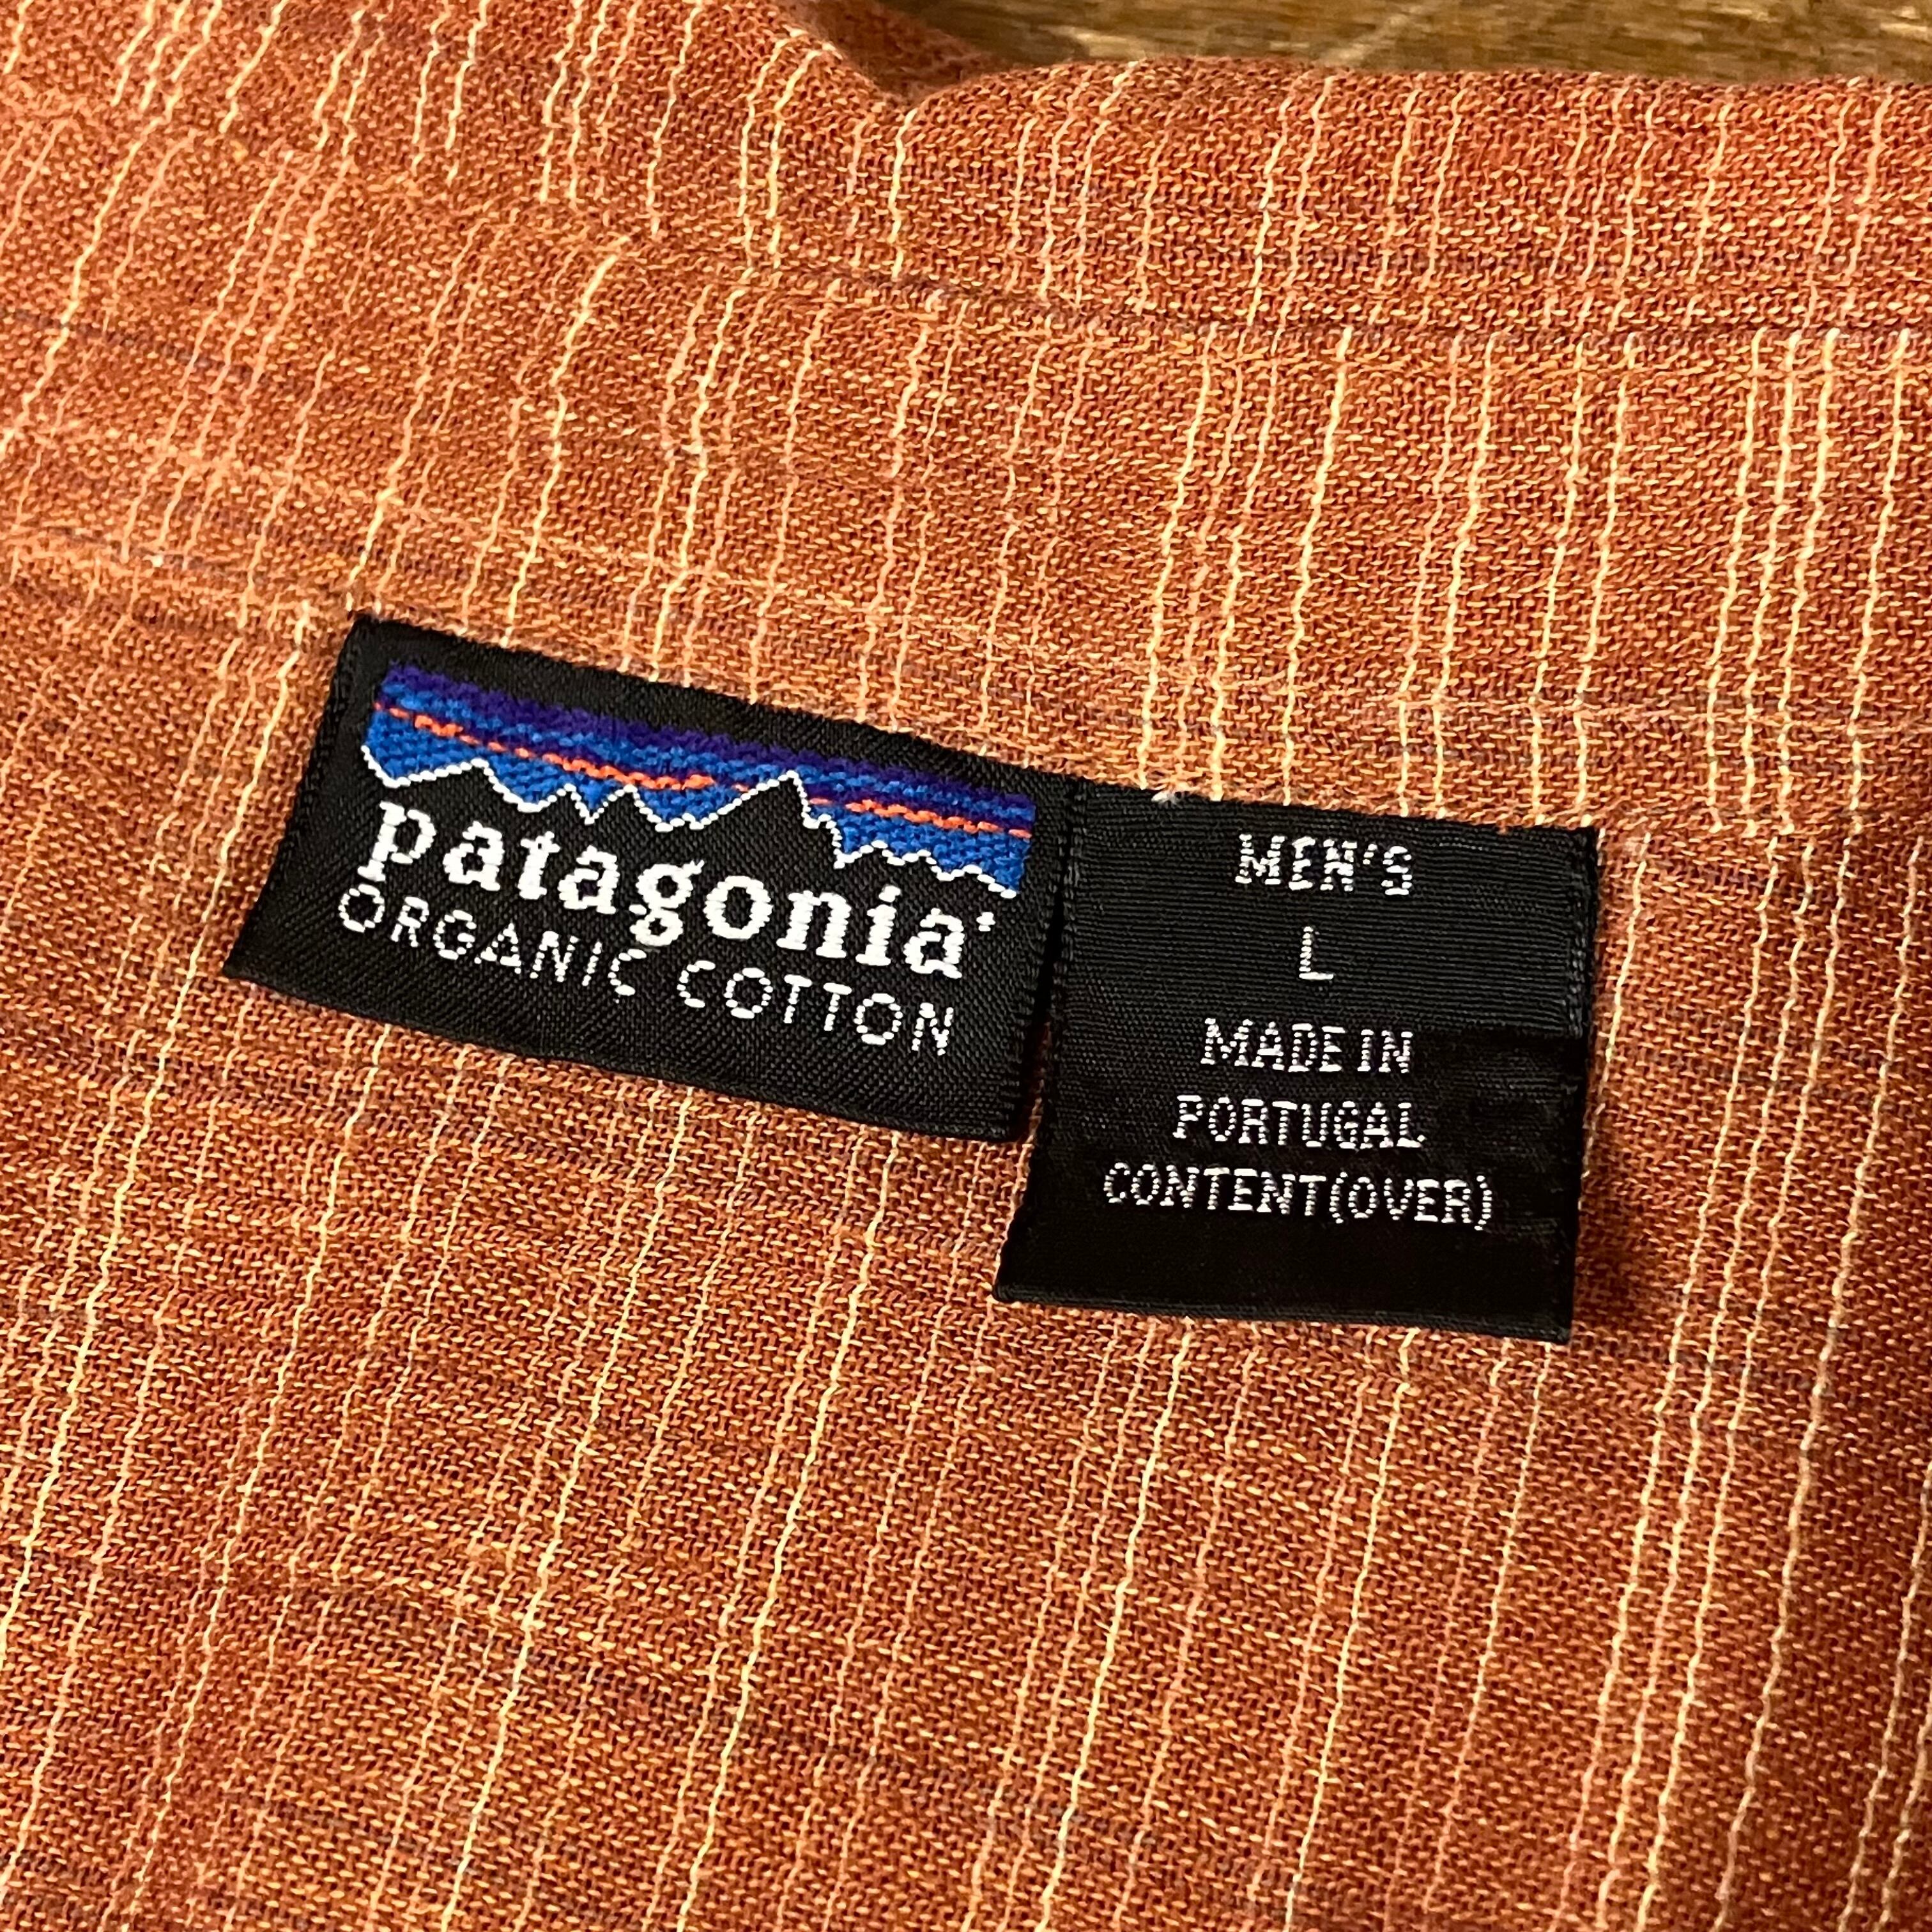 patagonia®
ORGANIC COTTON
MEN'S
L
MADE IN
PORTUGAL
CONTENT(OVER)